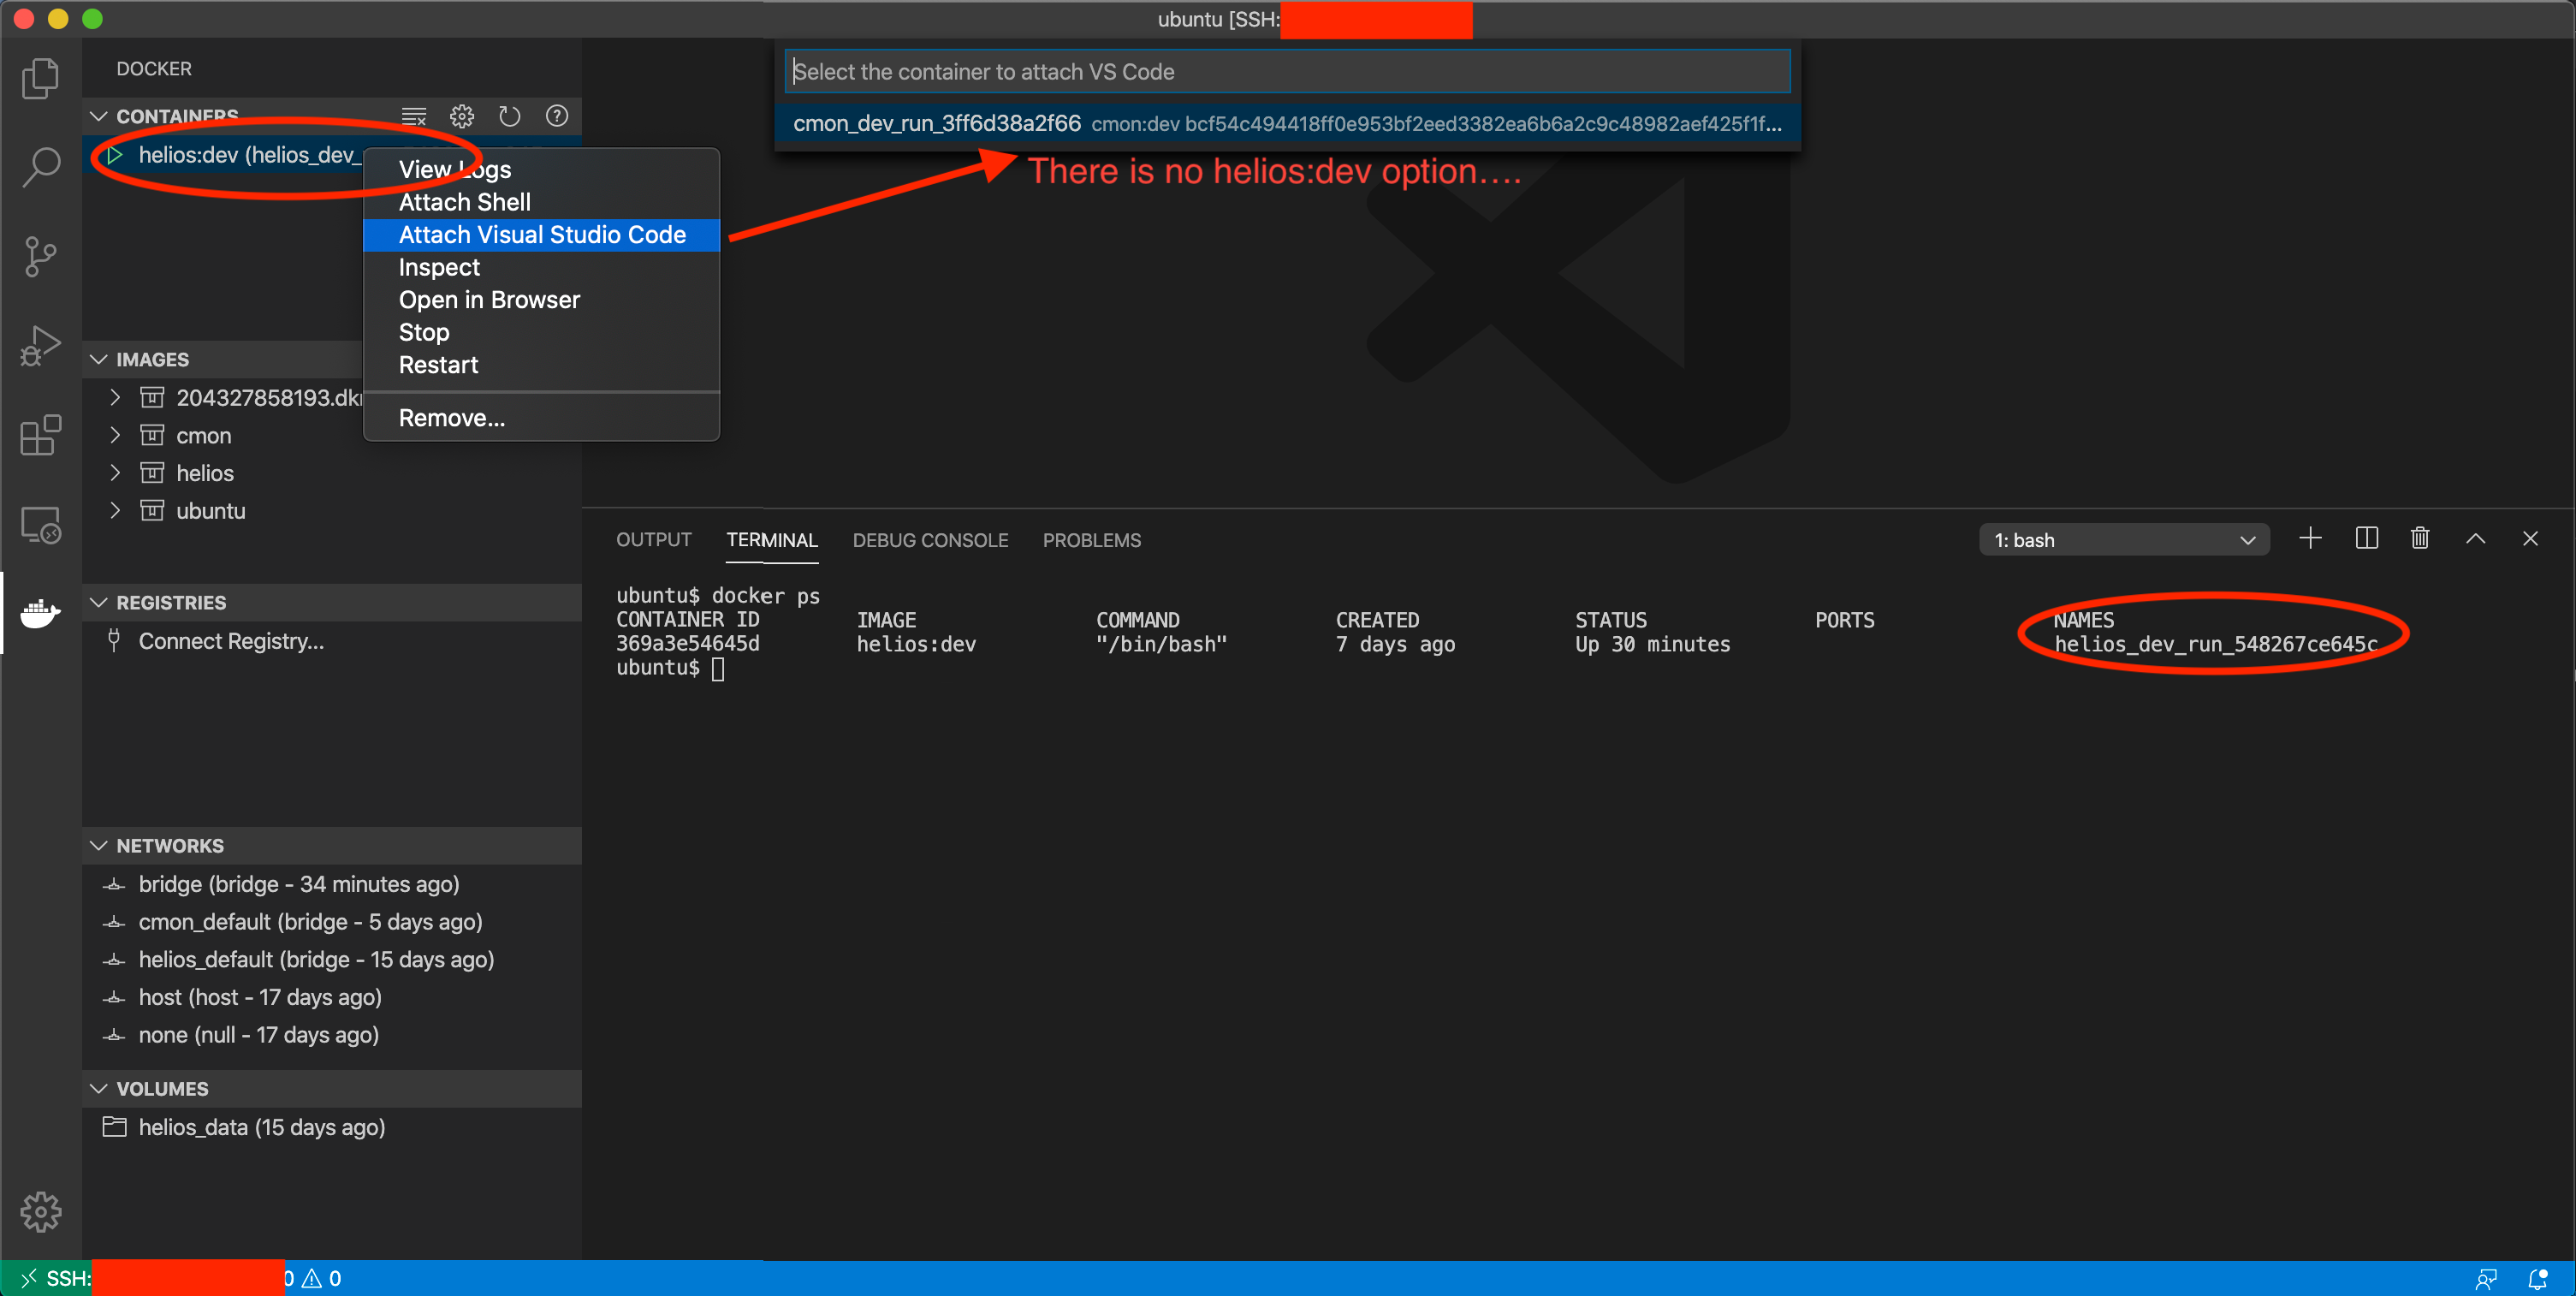 ubuntu [SSH:
DOCKER
Select the container to attach VS Code
cmon_dev_run_3ff6d38a2f66 cmon:dev bcf54c494418ff0e953bf2eed3382ea6b6a2c9c48982aef425f1f...
There is no helios:dev option....
CONTAINERS
helios:dev (helios_dev_
View Logs
Attach Shell
Attach Visual Studio Code
Inspect
Open in Browser
Stop
Restart
Remove...
IMAGES
204327858193.dkr
cmon
helios
ubuntu
REGISTRIES
Connect Registry...
NETWORKS
bridge (bridge - 34 minutes ago)
cmon_default (bridge - 5 days ago)
helios_default (bridge - 15 days ago)
host (host - 17 days ago)
none (null - 17 days ago)
VOLUMES
helios_data (15 days ago)
OUTPUT TERMINAL DEBUG CONSOLE PROBLEMS
1: bash
ubuntu$ docker ps
CONTAINER ID IMAGE COMMAND CREATED STATUS PORTS NAMES
369a3e54645d helios:dev "/bin/bash" 7 days ago Up 30 minutes helios_dev_run_548267ce645c
ubuntu$
SSH: 0 0